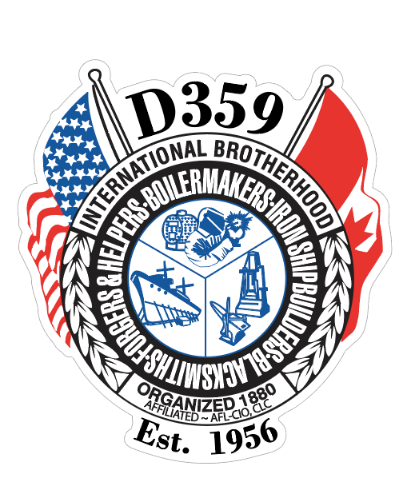 D359
INTERNATIONAL BROTHERHOOD
BLACKSMITHS·FORGERS & HELPERS·BOILERMAKERS·IRON SHIPBUILDERS·
ORGANIZED 1880
AFFILIATED ~ AFL-CIO, CLC
Est. 1956